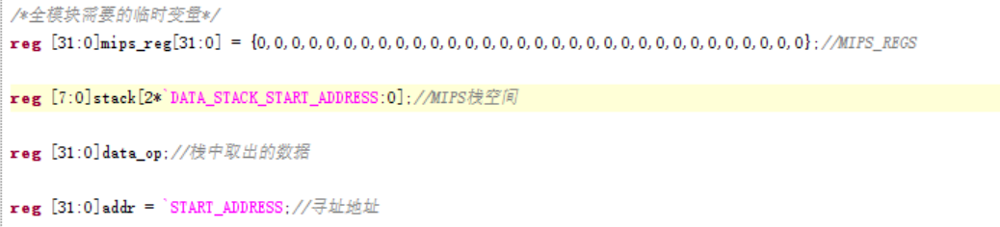 /*全模块需要的临时变量*/
reg [31:0]mips_reg[31:0] = {0,0,0,0,0,0,0,0,0,0,0,0,0,0,0,0,0,0,0,0,0,0,0,0,0,0,0,0,0,0,0,0};//MIPS_REGS
reg [7:0]stack[2*`DATA_STACK_START_ADDRESS:0];//MIPS栈空间
reg [31:0]data_op;//栈中取出的数据
reg [31:0]addr = `START_ADDRESS;//寻址地址